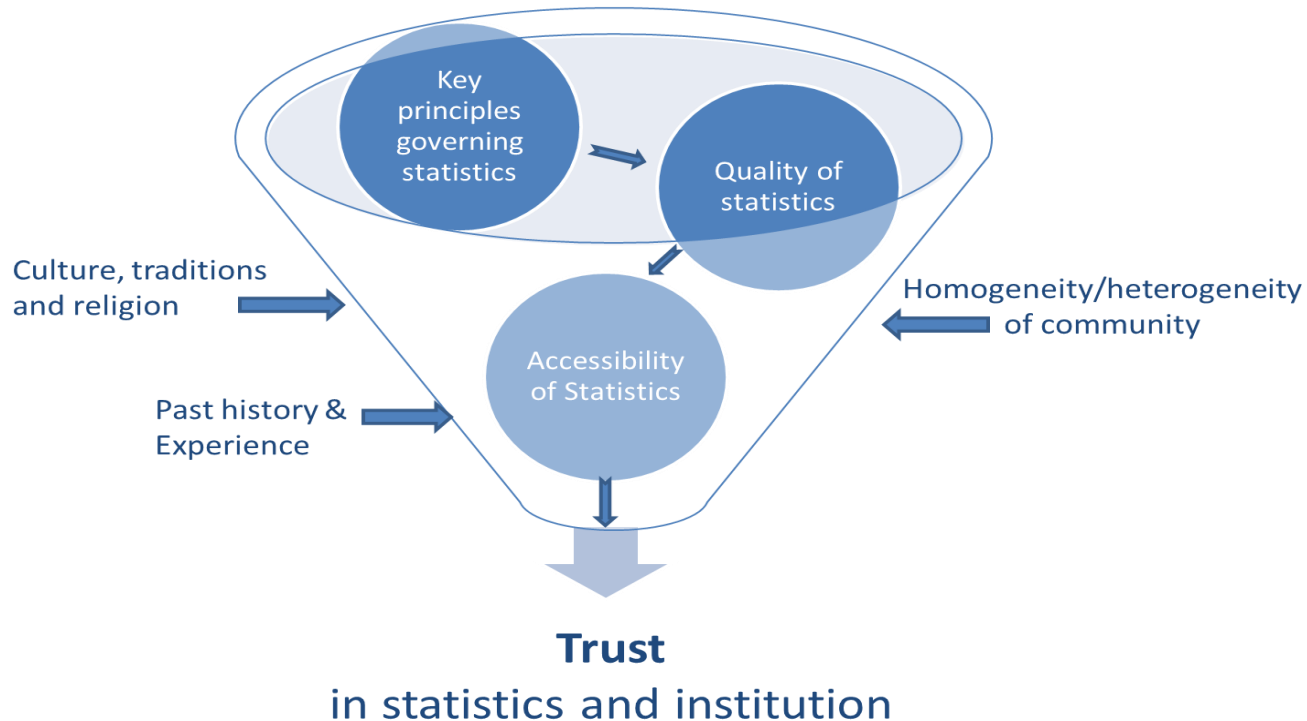 Key
principles
governing
statistics
Quality of
statistics
Culture, traditions
and religion
Homogeneity/heterogeneity
of community
Accessibility
of Statistics
Past history &
Experience
Trust
in statistics and institution